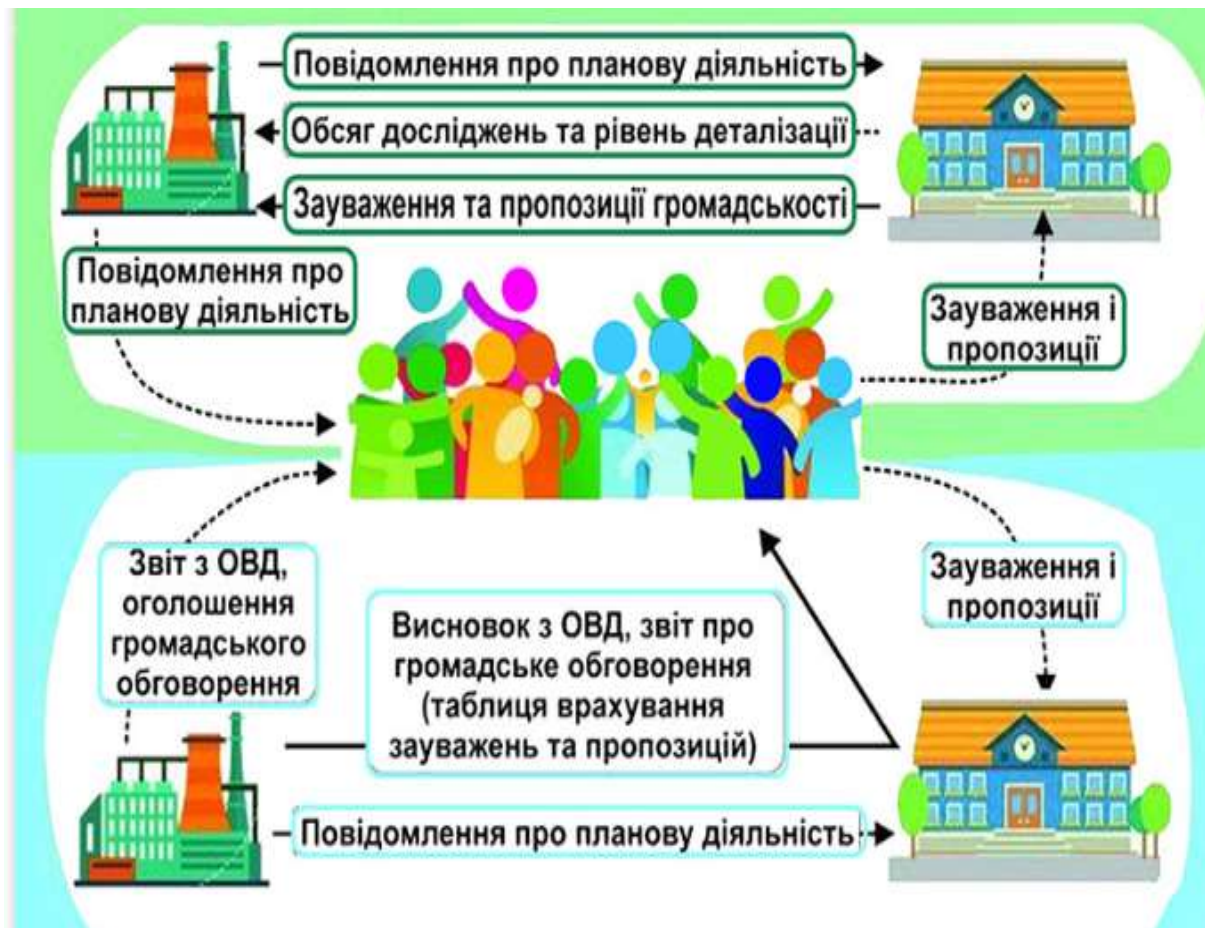 Повідомлення про планову діяльність
Обсяг досліджень та рівень деталізації
Зауваження та пропозиції громадськості
Повідомлення про
планову діяльність
Зауваження і
пропозиції
Звіт з ОВД,
оголошення
громадського
обговорення
Висновок з ОВД, звіт про
громадське обговорення
(таблиця врахування
зауважень та пропозицій)
Зауваження і
пропозиції
Повідомлення про планову діяльність